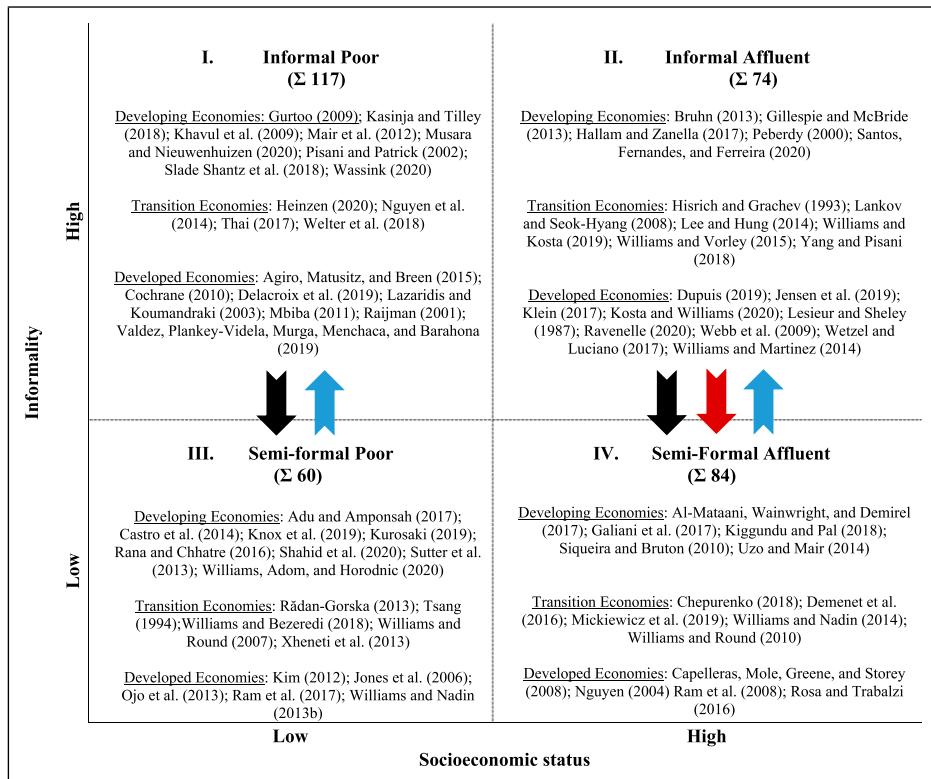 I. Informal Poor
(Σ 117)
Developing Economies: Gurtoo (2009); Kasinja and Tilley
(2018); Khavul et al. (2009); Mair et al. (2012); Musara
and Nieuwenhuizen (2020); Pisani and Patrick (2002);
Slade Shantz et al. (2018); Wassink (2020)
Transition Economies: Heinzen (2020); Nguyen et al.
(2014); Thai (2017); Welter et al. (2018)
Developed Economies: Agiro, Matusitz, and Breen (2015);
Cochrane (2010); Delacroix et al. (2019); Lazaridis and
Koumandraki (2003); Mbiba (2011); Raijman (2001);
Valdez, Plankey-Videla, Murga, Menchaca, and Barahona
(2019)
II. Informal Affluent
(Σ 74)
Developing Economies: Bruhn (2013); Gillespie and McBride
(2013); Hallam and Zanella (2017); Peberdy (2000); Santos,
Fernandes, and Ferreira (2020)
Transition Economies: Hisrich and Grachev (1993); Lankov
and Seok-Hyang (2008); Lee and Hung (2014); Williams and
Kosta (2019); Williams and Vorley (2015); Yang and Pisani
(2018)
Developed Economies: Dupuis (2019); Jensen et al. (2019);
Klein (2017); Kosta and Williams (2020); Lesieur and Sheley
(1987); Ravenelle (2020); Webb et al. (2009); Wetzel and
Luciano (2017); Williams and Martinez (2014)
High
Informality
Low
III. Semi-formal Poor
(Σ 60)
Developing Economies: Adu and Amponsah (2017);
Castro et al. (2014); Knox et al. (2019); Kurosaki (2019);
Rana and Chhatre (2016); Shahid et al. (2020); Sutter et al.
(2013); Williams, Adom, and Horodnic (2020)
Transition Economies: Rădan-Gorska (2013); Tsang
(1994);Williams and Bezeredi (2018); Williams and
Round (2007); Xheneti et al. (2013)
Developed Economies: Kim (2012); Jones et al. (2006);
Ojo et al. (2013); Ram et al. (2017); Williams and Nadin
(2013b)
IV. Semi-Formal Affluent
(Σ 84)
Developing Economies: Al-Mataani, Wainwright, and Demirel
(2017); Galiani et al. (2017); Kiggundu and Pal (2018);
Siqueira and Bruton (2010); Uzo and Mair (2014)
Transition Economies: Chepurenko (2018); Demenet et al.
(2016); Mickiewicz et al. (2019); Williams and Nadin (2014);
Williams and Round (2010)
Developed Economies: Capelleras, Mole, Greene, and Storey
(2008); Nguyen (2004) Ram et al. (2008); Rosa and Trabalzi
(2016)
Low
High
Socioeconomic status